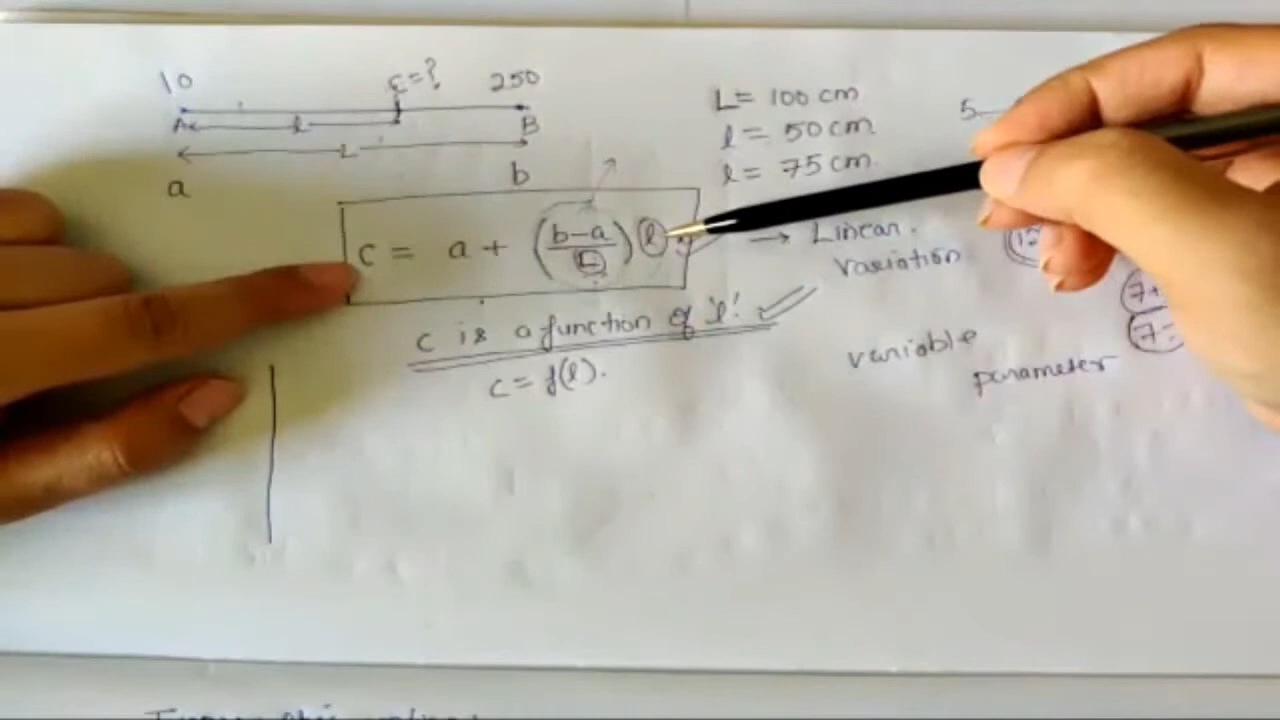 10 c=? 250
A l B
L
a b
L= 100 cm
l = 50 cm
l = 75 cm
5
c = a + (b-a/L) l → Linear
variation
c is a function of 'l'
c = f(l).
variable
parameter